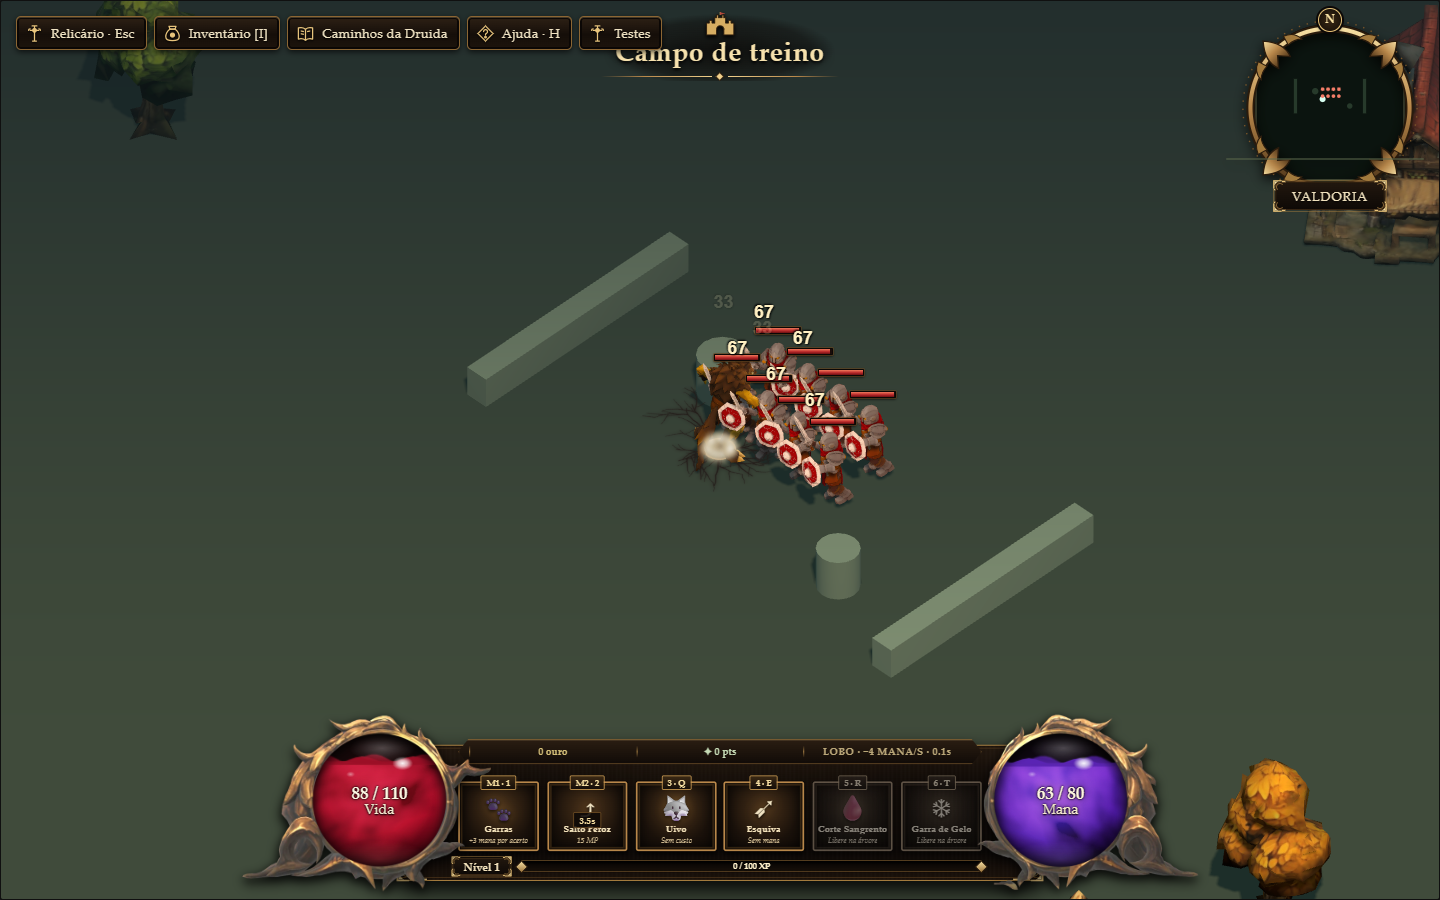 Relicário · Esc
Inventário [I]
Caminhos da Druida
Ajuda · H
Testes
Campo de treino
N
VALDORIA
33
67
33
67
67
67
67
0 ouro
✦ 0 pts
LOBO · −4 MANA/S · 0.1s
88 / 110
Vida
63 / 80
Mana
M1 · 1
Garras
+3 mana por acerto
M2 · 2
3.5s
Salto Feroz
15 MP
3 · Q
Uivo
Sem custo
4 · E
Esquiva
Sem mana
5 · R
Corte Sangrento
Libere na árvore
6 · T
Garra de Gelo
Libere na árvore
Nível 1
0 / 100 XP